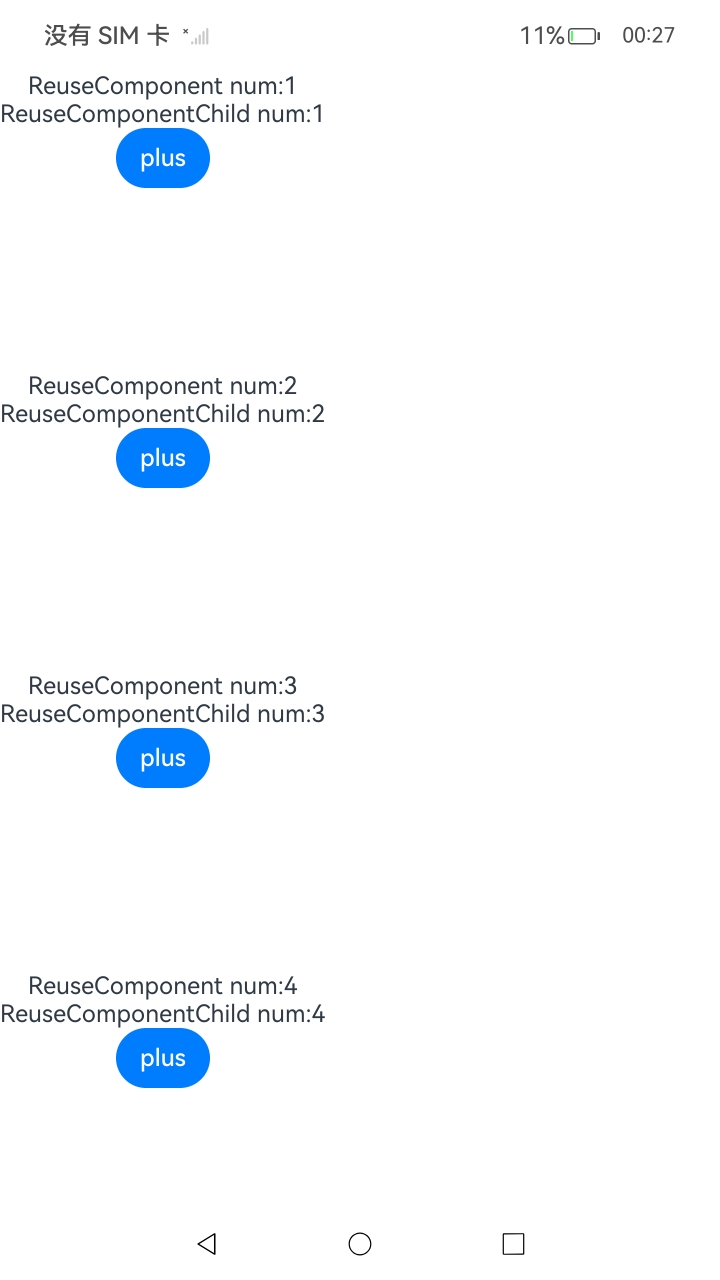 没有 SIM 卡 11% 00:27
ReuseComponent num:1
ReuseComponentChild num:1
plus
ReuseComponent num:2
ReuseComponentChild num:2
plus
ReuseComponent num:3
ReuseComponentChild num:3
plus
ReuseComponent num:4
ReuseComponentChild num:4
plus